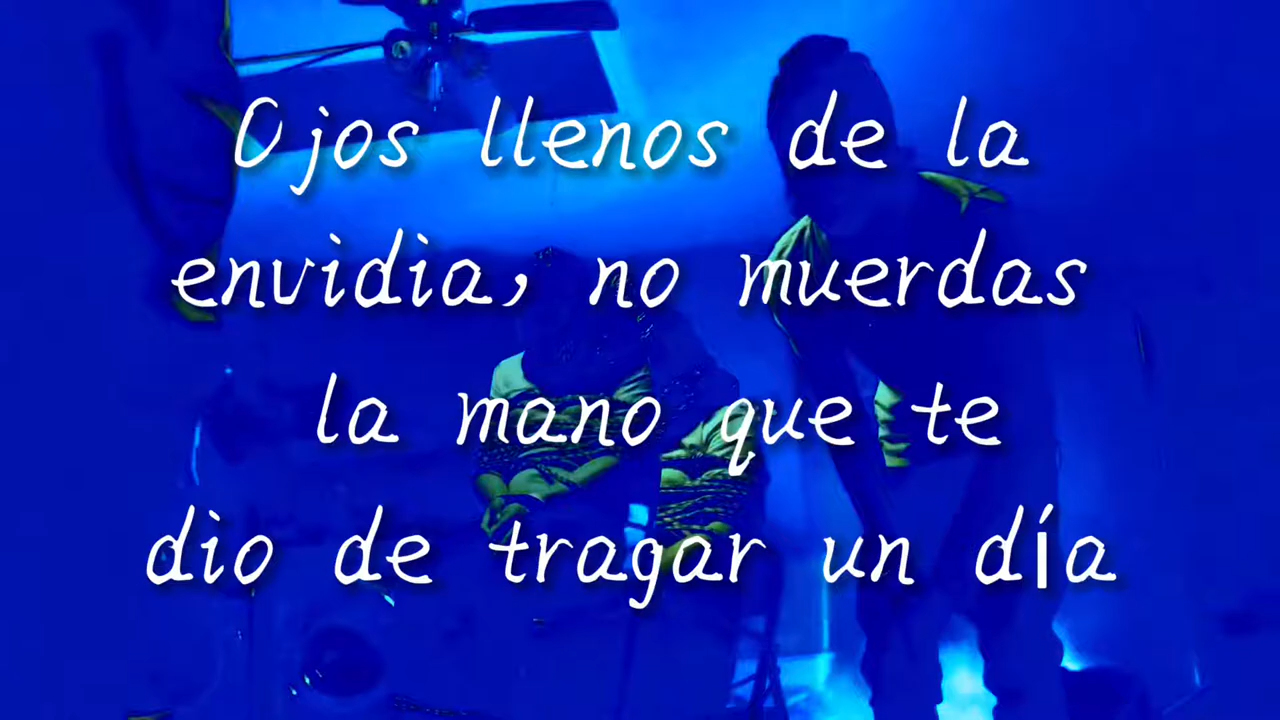 Ojos llenos de la
envidia, no muerdas
la mano que te
dio de tragar un día